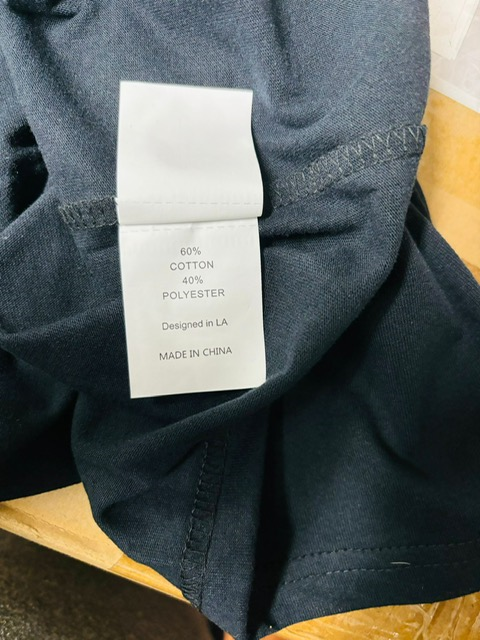 60%
COTTON
40%
POLYESTER
Designed in LA
MADE IN CHINA